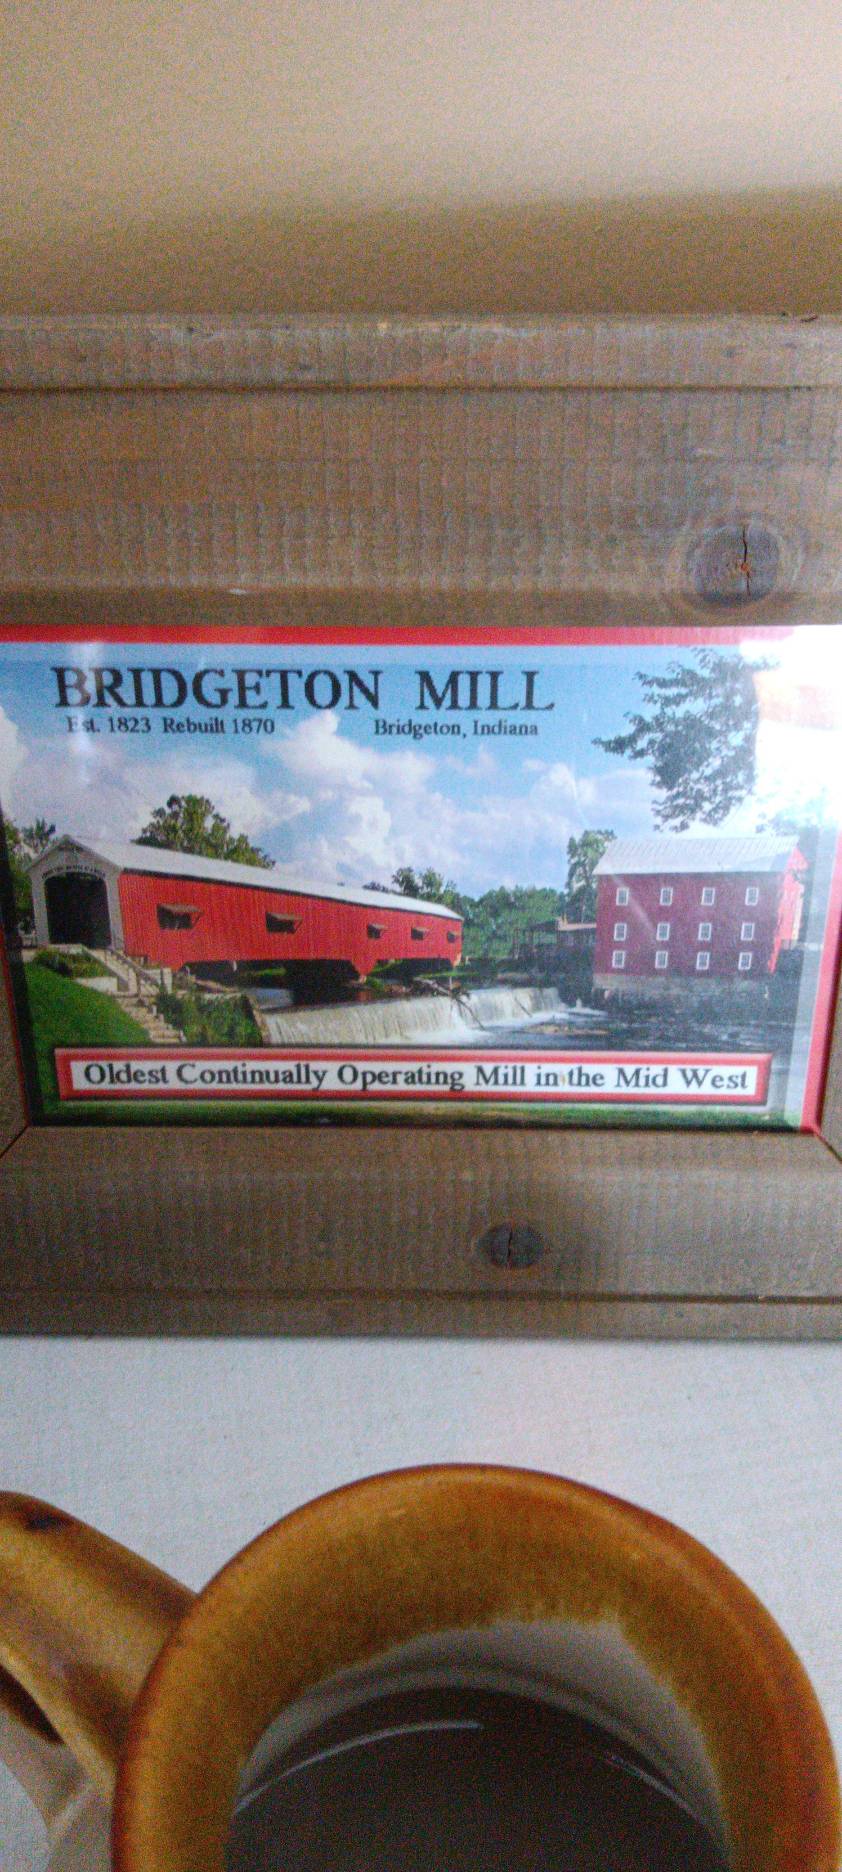 BRIDGETON MILL
Est. 1823 Rebuilt 1870 Bridgeton, Indiana
Oldest Continually Operating Mill in the Mid West